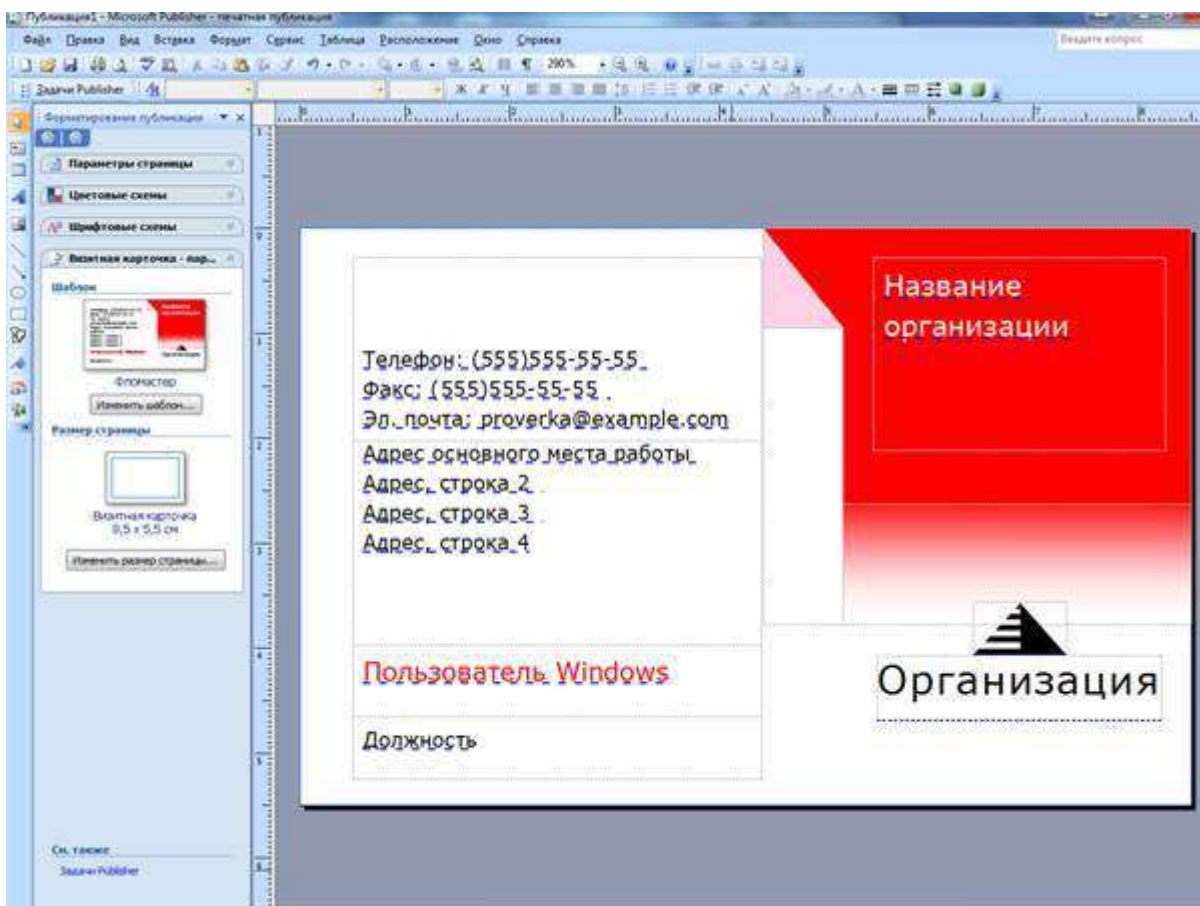 Публикация1 - Microsoft Publisher - печатная публикация
Файл Правка Вид Вставка Формат Сервис Таблица Расположение Окно Справка
Введите вопрос
290%
Задачи Publisher
Ж К Ч
Форматирование публикации
Параметры страницы
Цветовые схемы
Шрифтовые схемы
Визитная карточка - пар...
Шаблон
Фломастер
Изменить шаблон...
Размер страницы
Визитная карточка
8,5 x 5,5 см
Изменить размер страницы...
См. также
Задачи Publisher
Телефон: (555)555-55-55
Факс: (555)555-55-55
Эл. почта: proverka@example.com
Адрес основного места работы
Адрес, строка 2
Адрес, строка 3
Адрес, строка 4
Пользователь Windows
Должность
Название
организации
Организация